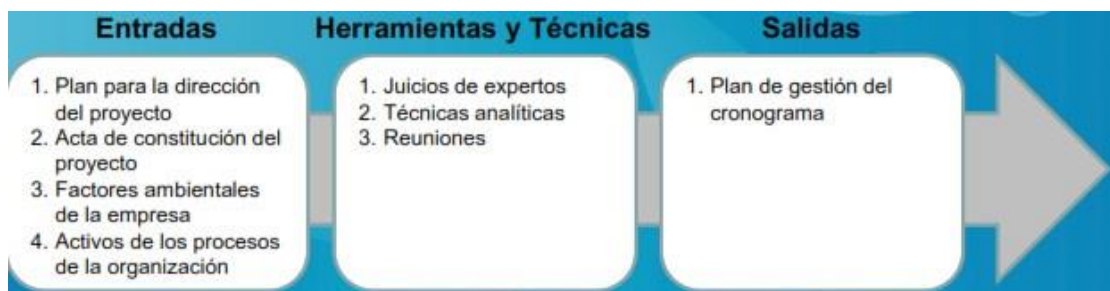 Entradas
1. Plan para la dirección
del proyecto
2. Acta de constitución del
proyecto
3. Factores ambientales
de la empresa
4. Activos de los procesos
de la organización
Herramientas y Técnicas
1. Juicios de expertos
2. Técnicas analíticas
3. Reuniones
Salidas
1. Plan de gestión del
cronograma